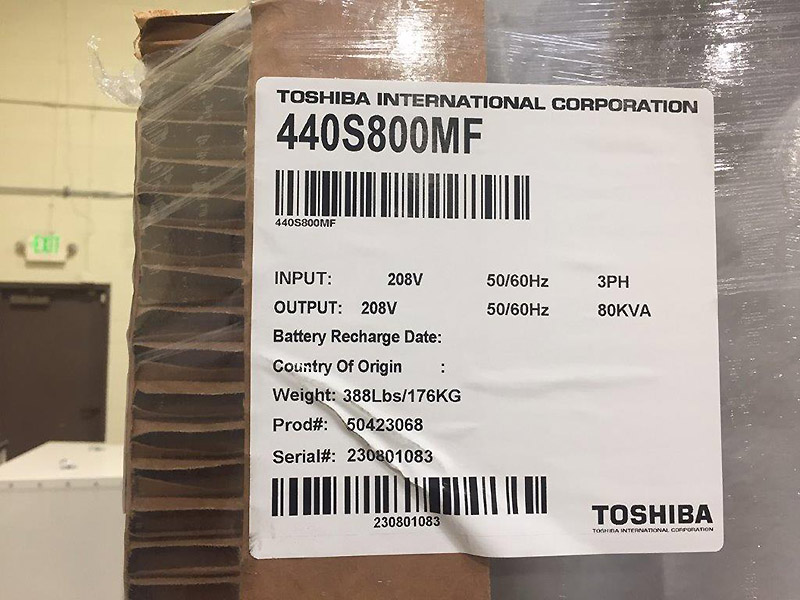 TOSHIBA INTERNATIONAL CORPORATION
440S800MF
440S800MF
INPUT: 208V 50/60Hz 3PH
OUTPUT: 208V 50/60Hz 80KVA
Battery Recharge Date:
Country Of Origin :
Weight: 388Lbs/176KG
Prod#: 50423068
Serial#: 230801083
230801083
TOSHIBA
TOSHIBA INTERNATIONAL CORPORATION
EXIT